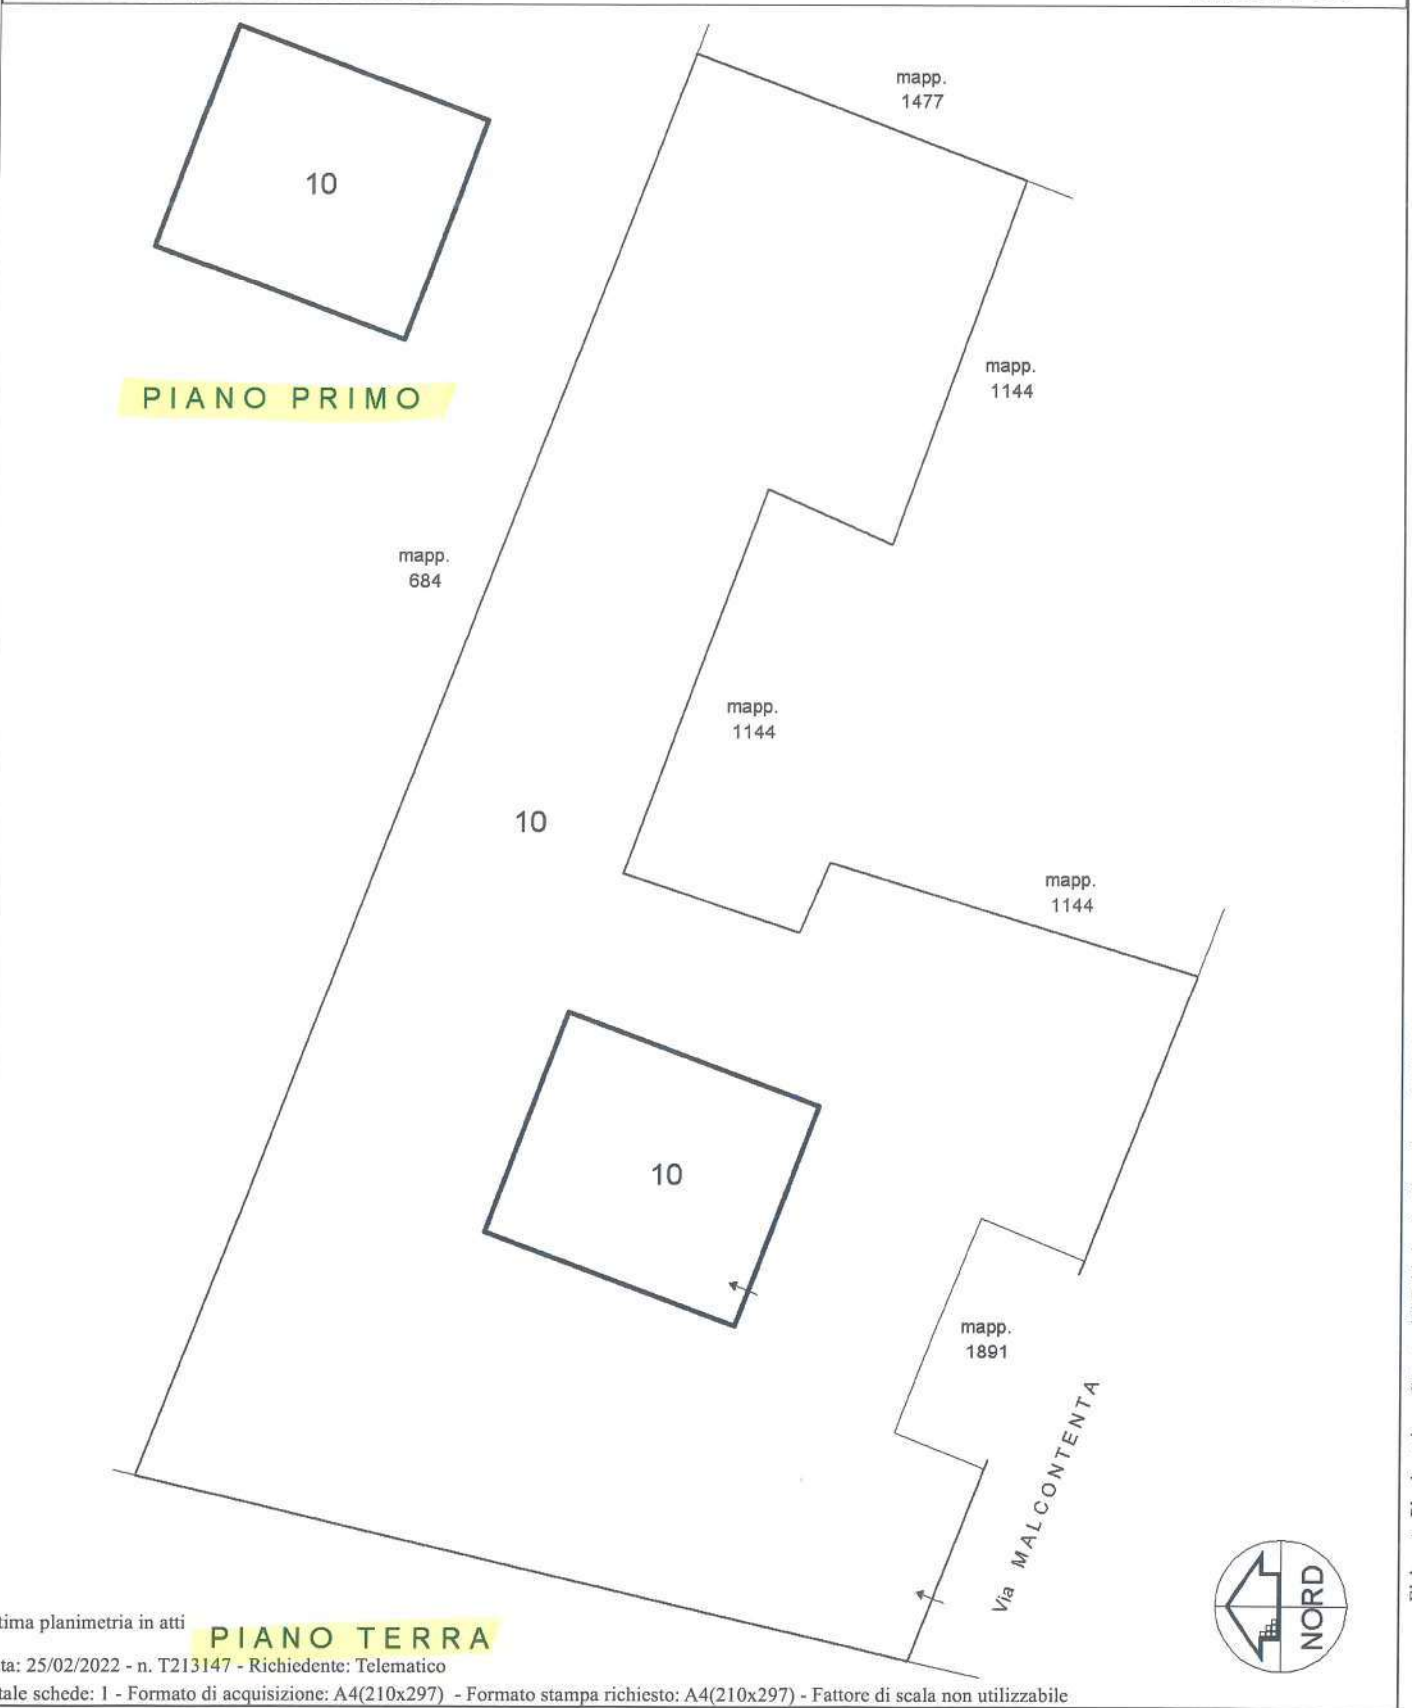 mapp.
1477
10
mapp.
1144
PIANO PRIMO
mapp.
684
mapp.
1144
10
mapp.
1144
10
mapp.
1891
Via MALCONTENTA
NORD
tima planimetria in atti
PIANO TERRA
ta: 25/02/2022 - n. T213147 - Richiedente: Telematico
tale schede: 1 - Formato di acquisizione: A4(210x297) - Formato stampa richiesto: A4(210x297) - Fattore di scala non utilizzabile